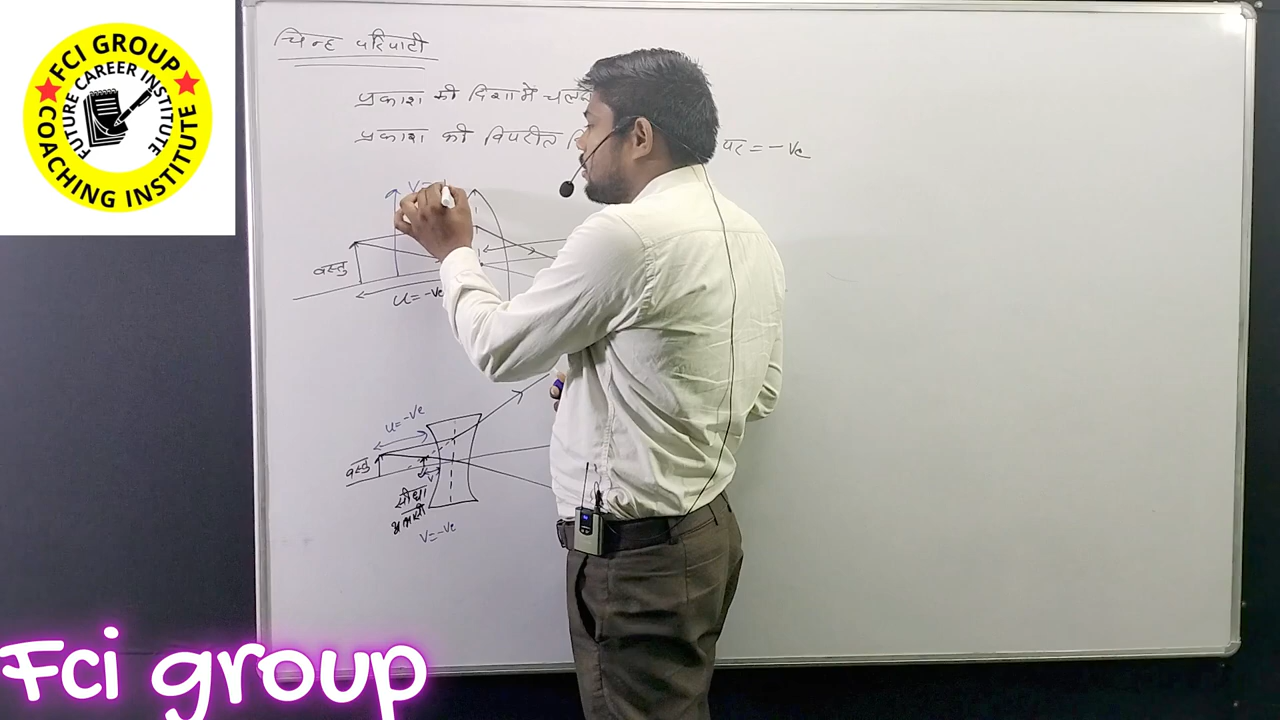 FCI GROUP
FUTURE CAREER INSTITUTE
COACHING INSTITUTE
चिन्ह परिपाटी
प्रकाश की दिशा में
प्रकाश की विपरीत पर = -ve
V=
वस्तु
u = -ve
u = -ve
वस्तु
v
सीधा
आभासी
V = -ve
Fci group